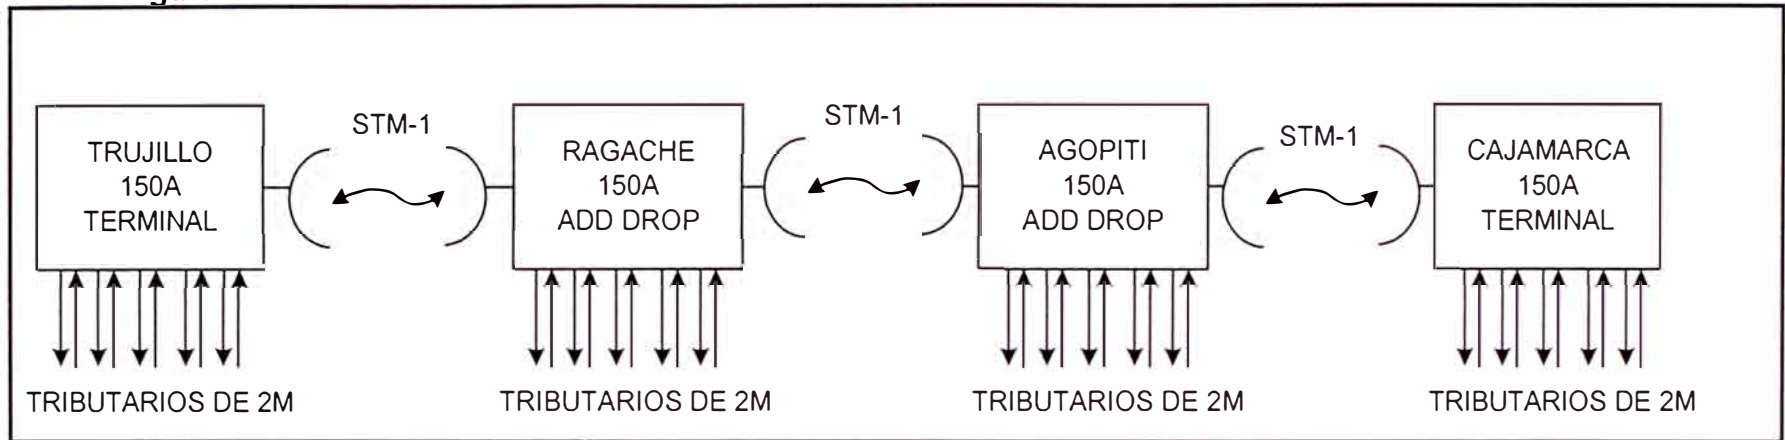 STM-1
STM-1
STM-1
TRUJILLO
150A
TERMINAL
RAGACHE
150A
ADD DROP
AGOPITI
150A
ADD DROP
CAJAMARCA
150A
TERMINAL
TRIBUTARIOS DE 2M
TRIBUTARIOS DE 2M
TRIBUTARIOS DE 2M
TRIBUTARIOS DE 2M